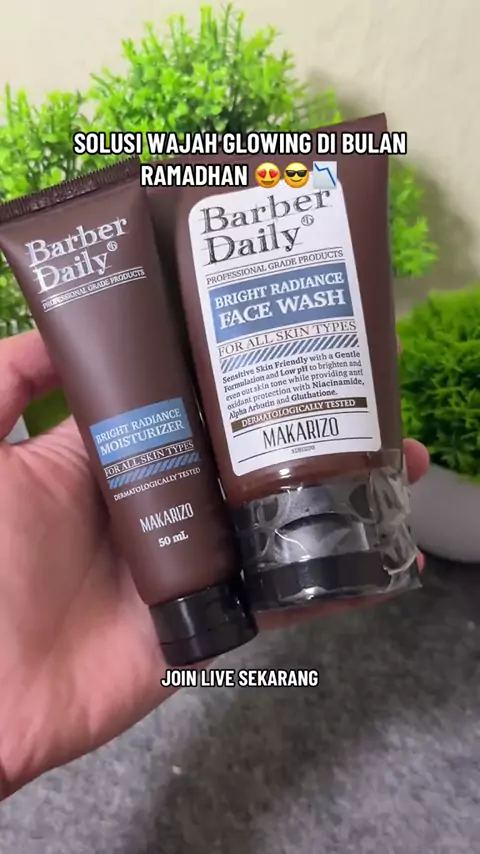 SOLUSI WAJAH GLOWING DI BULAN
RAMADHAN 😍😎📉
Barber
Daily
PROFESSIONAL GRADE PRODUCTS
BRIGHT RADIANCE
MOISTURIZER
FOR ALL SKIN TYPES
DERMATOLOGICALLY TESTED
MAKARIZO
50 mL
Barber
Daily
PROFESSIONAL GRADE PRODUCTS
BRIGHT RADIANCE
FACE WASH
FOR ALL SKIN TYPES
Sensitive Skin Friendly with a Gentle
Formulation and Low pH to brighten and
even out skin tone while providing anti
oxidant protection with Niacinamide,
Alpha Arbutin and Gluthatione.
DERMATOLOGICALLY TESTED
MAKARIZO
JOIN LIVE SEKARANG